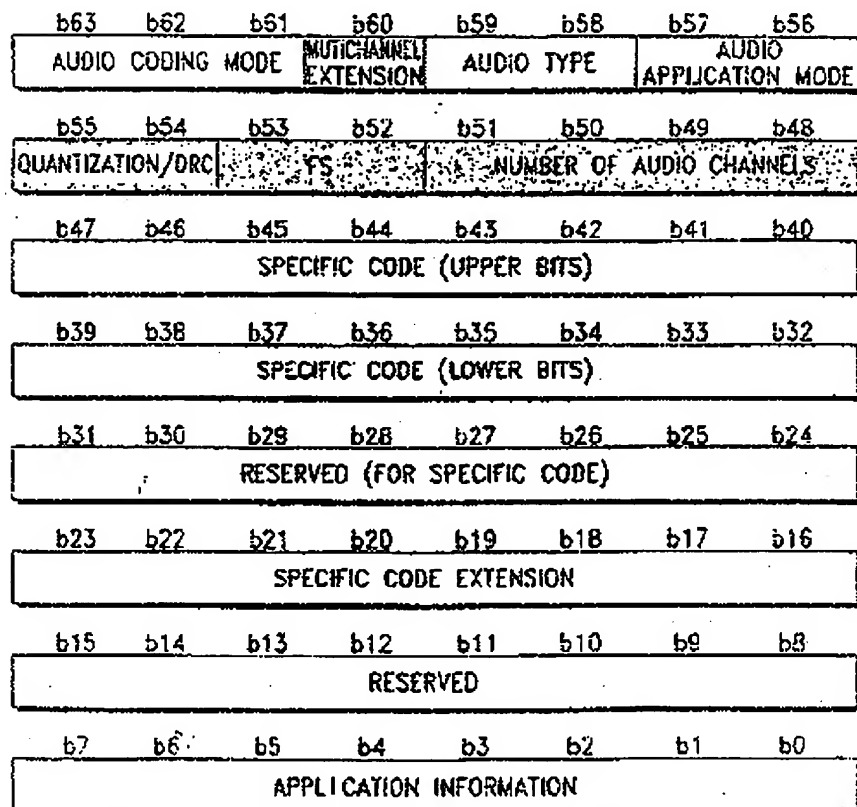 b63 b62 b61 b60 b59 b58 b57 b56
AUDIO CODING MODE MUTICHANNEL EXTENSION AUDIO TYPE AUDIO APPLICATION MODE
b55 b54 b53 b52 b51 b50 b49 b48
QUANTIZATION/DRC FS NUMBER OF AUDIO CHANNELS
b47 b46 b45 b44 b43 b42 b41 b40
SPECIFIC CODE (UPPER BITS)
b39 b38 b37 b36 b35 b34 b33 b32
SPECIFIC CODE (LOWER BITS)
b31 b30 b29 b28 b27 b26 b25 b24
RESERVED (FOR SPECIFIC CODE)
b23 b22 b21 b20 b19 b18 b17 b16
SPECIFIC CODE EXTENSION
b15 b14 b13 b12 b11 b10 b9 b8
RESERVED
b7 b6 b5 b4 b3 b2 b1 b0
APPLICATION INFORMATION